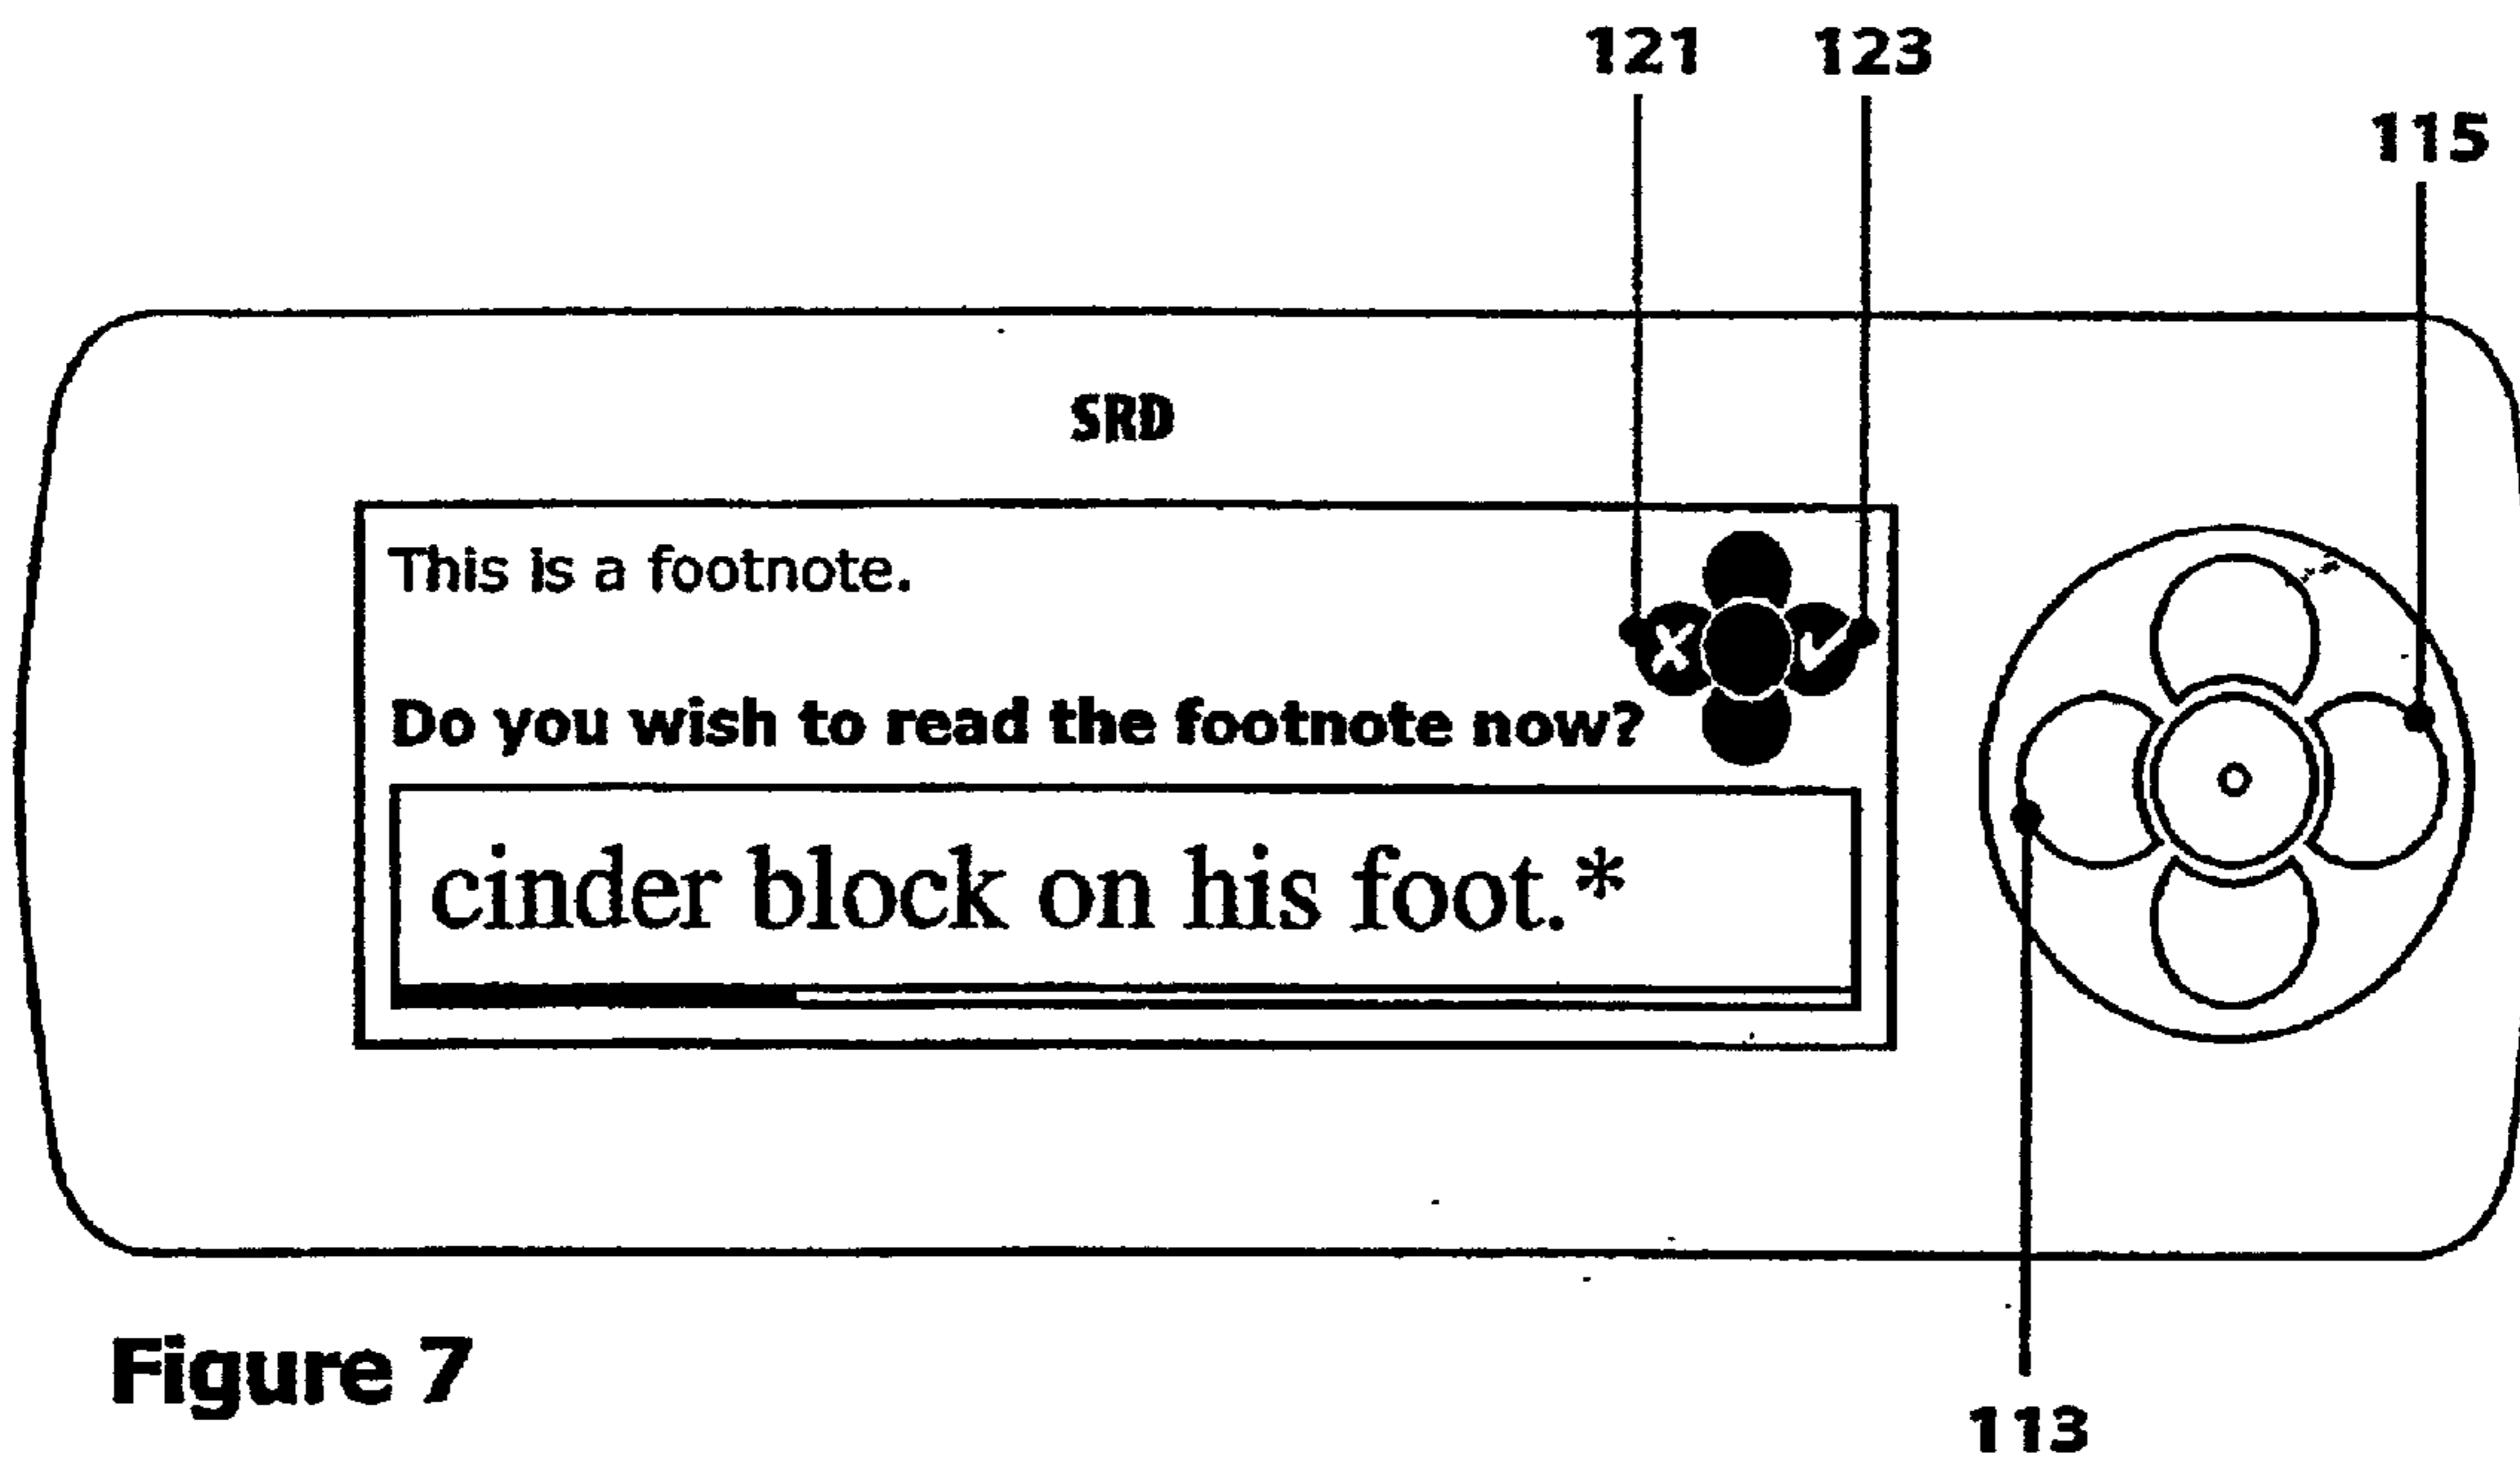 121 123
115
SRD
This is a footnote.
Do you wish to read the footnote now?
cinder block on his foot.*
Figure 7
113